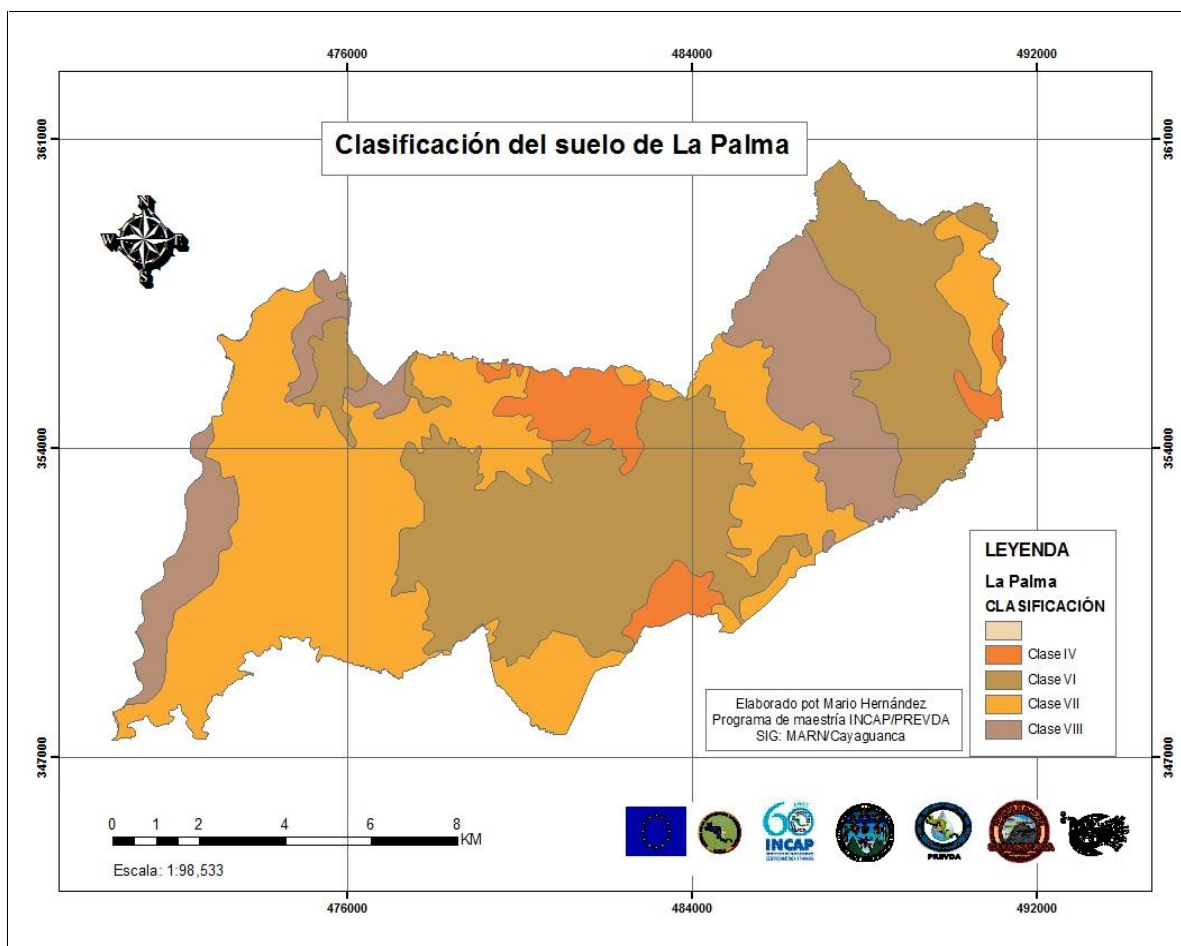 476000
484000
492000
361000
361000
Clasificación del suelo de La Palma
N
W
E
S
354000
354000
LEYENDA
La Palma
CLASIFICACIÓN
Clase IV
Clase VI
Clase VII
Clase VIII
Elaborado pot Mario Hernández
Programa de maestría INCAP/PREVDA
SIG: MARN/Cayaguanca
347000
347000
0 1 2 4 6 8
KM
Escala: 1:98,533
60
INCAP
PREVDA
476000
484000
492000